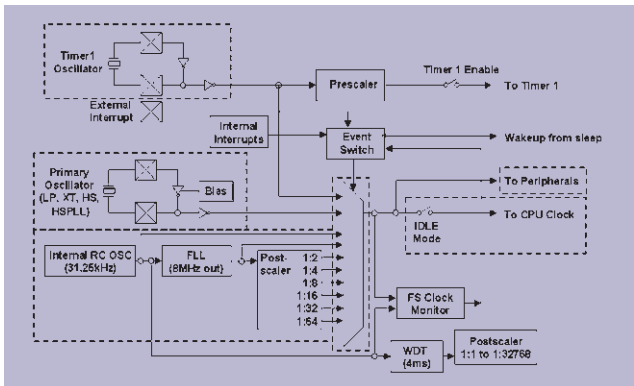 Timer1
Oscillator
External
Interrupt
Prescaler
Timer 1 Enable
To Timer 1
Internal
Interrupts
Event
Switch
Wakeup from sleep
Primary
Oscillator
(LP, XT, HS,
HSPLL)
Bias
To Peripherals
To CPU Clock
IDLE
Mode
Internal RC OSC
(31.25kHz)
FLL
(8MHz out)
Post-
scaler
1:2
1:4
1:8
1:16
1:32
1:64
FS Clock
Monitor
WDT
(4ms)
Postscaler
1:1 to 1:32768